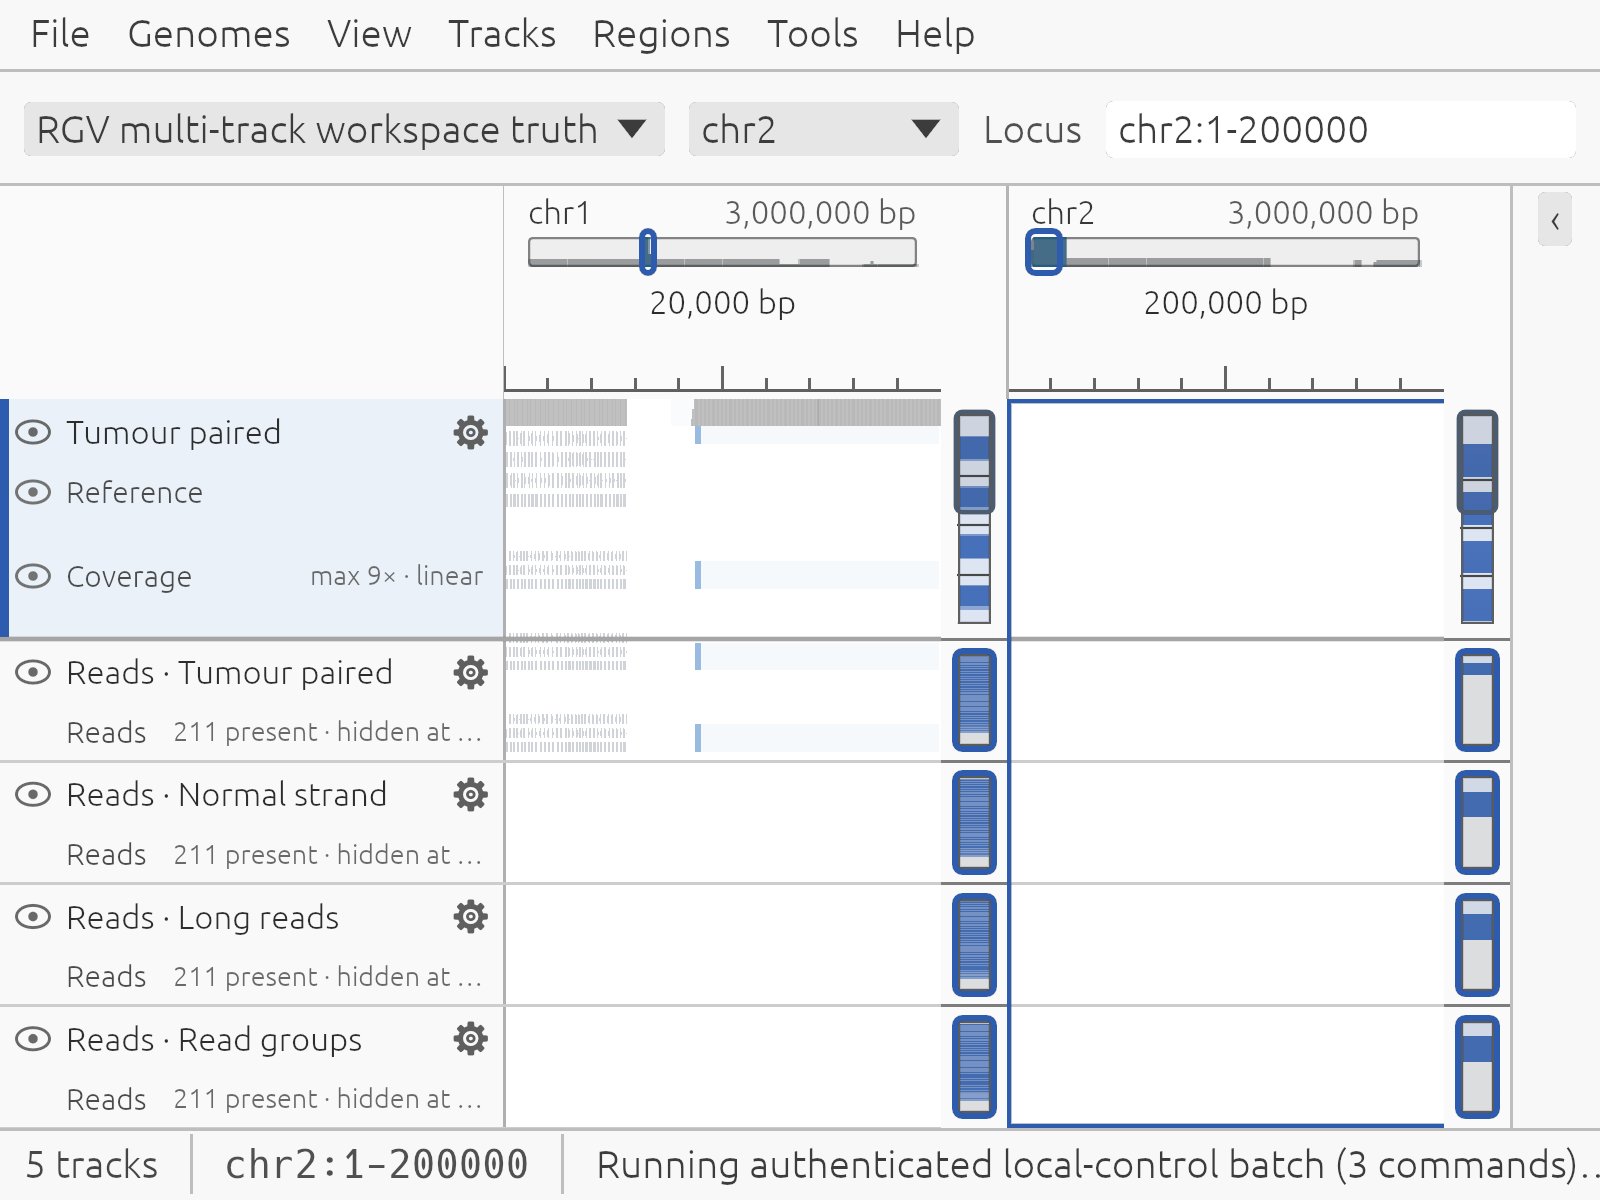 File Genomes View Tracks Regions Tools Help
RGV multi-track workspace truth chr2 Locus chr2:1-200000
chr1 3,000,000 bp chr2 3,000,000 bp ‹
20,000 bp 200,000 bp
Tumour paired
Reference
Coverage max 9× · linear
Reads · Tumour paired
Reads 211 present · hidden at …
Reads · Normal strand
Reads 211 present · hidden at …
Reads · Long reads
Reads 211 present · hidden at …
Reads · Read groups
Reads 211 present · hidden at …
5 tracks chr2:1-200000 Running authenticated local-control batch (3 commands)…